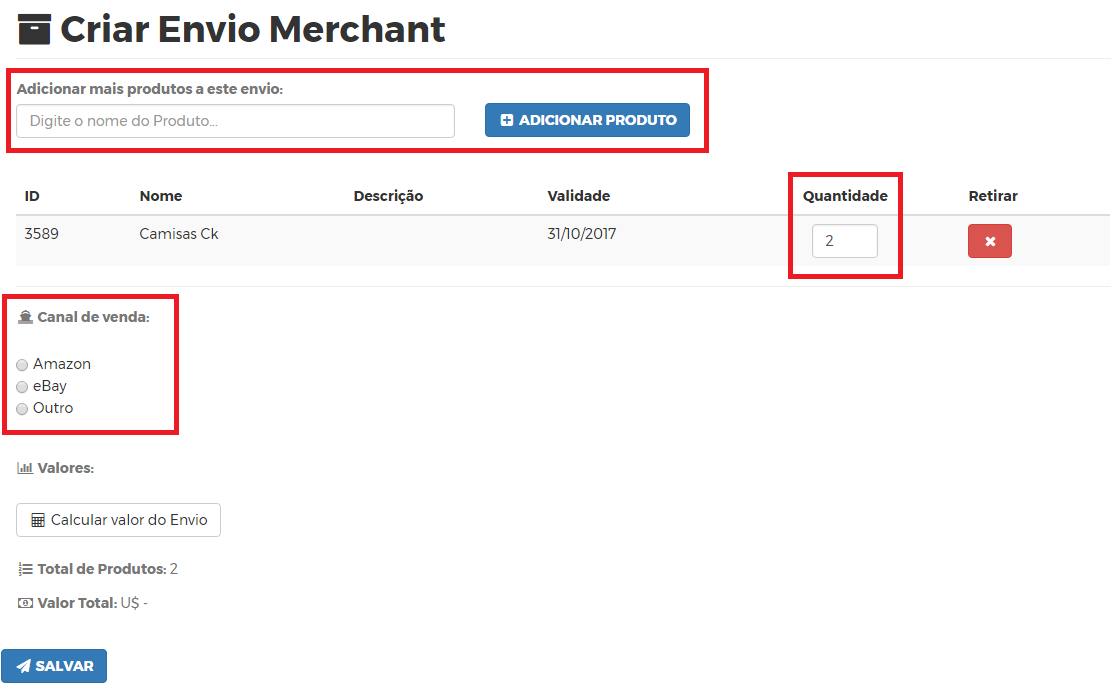 Criar Envio Merchant
Adicionar mais produtos a este envio:
Digite o nome do Produto... ADICIONAR PRODUTO
ID Nome Descrição Validade Quantidade Retirar
3589 Camisas Ck 31/10/2017 2
Canal de venda:
Amazon
eBay
Outro
Valores:
Calcular valor do Envio
Total de Produtos: 2
Valor Total: U$ -
SALVAR